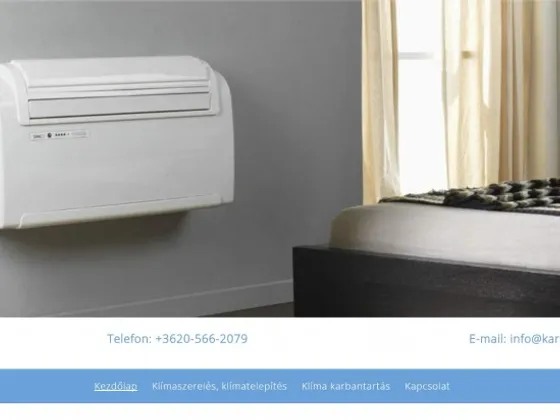 Telefon: +3620-566-2079
E-mail: info@kar
Kezdőlap Klímaszerelés, klímatelepítés Klíma karbantartás Kapcsolat